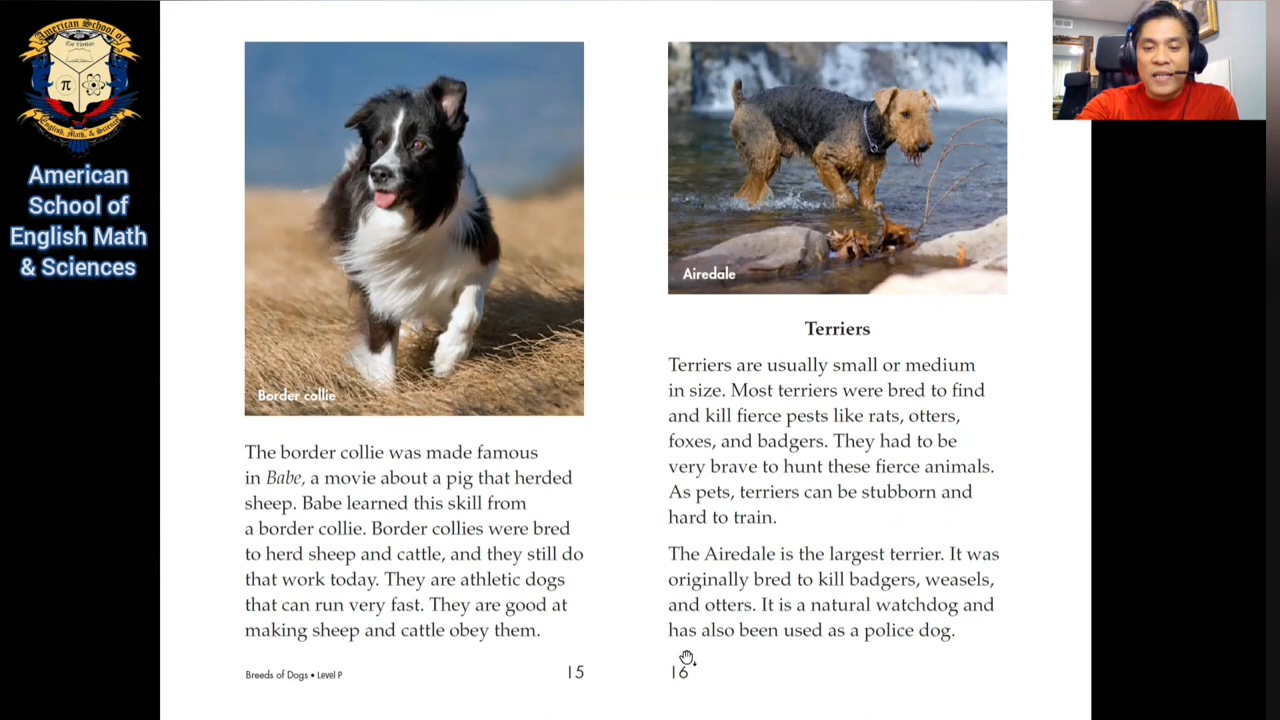 American School of
Fax Veritas
π
English, Math, & Sciences
American
School of
English Math
& Sciences
Border collie
The border collie was made famous
in Babe, a movie about a pig that herded
sheep. Babe learned this skill from
a border collie. Border collies were bred
to herd sheep and cattle, and they still do
that work today. They are athletic dogs
that can run very fast. They are good at
making sheep and cattle obey them.
Breeds of Dogs • Level P
15
Airedale
Terriers
Terriers are usually small or medium
in size. Most terriers were bred to find
and kill fierce pests like rats, otters,
foxes, and badgers. They had to be
very brave to hunt these fierce animals.
As pets, terriers can be stubborn and
hard to train.
The Airedale is the largest terrier. It was
originally bred to kill badgers, weasels,
and otters. It is a natural watchdog and
has also been used as a police dog.
16